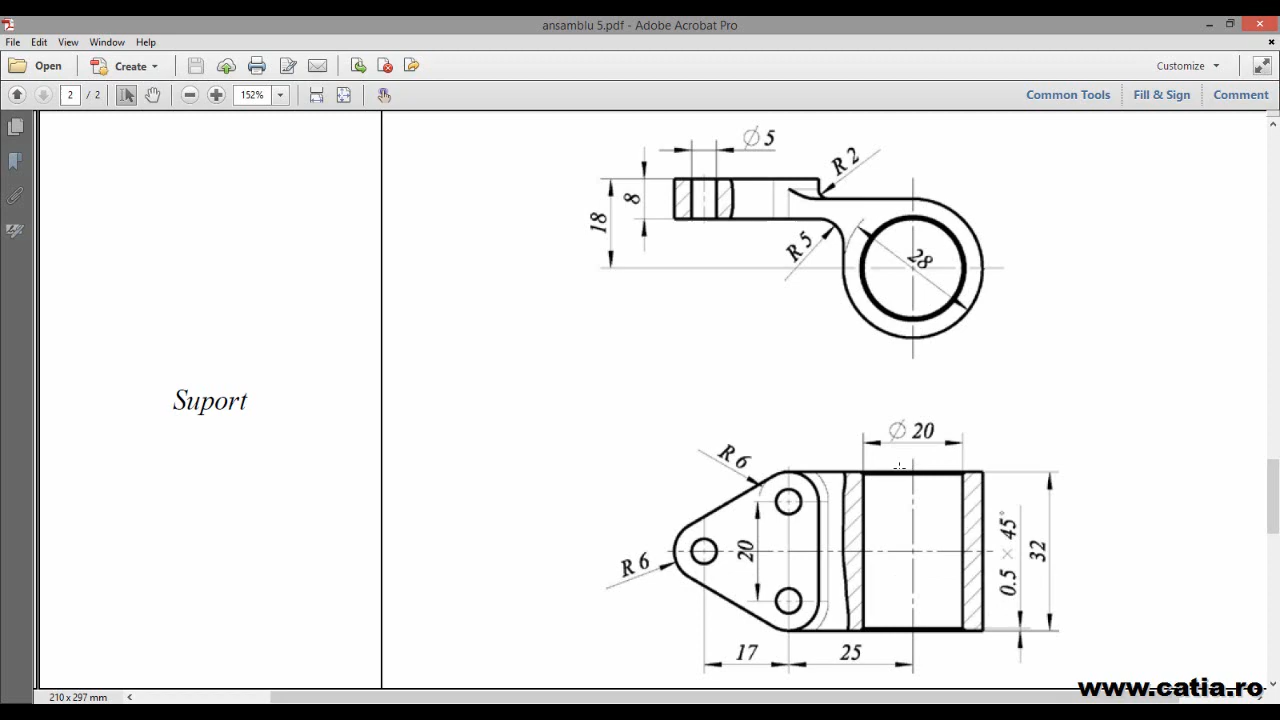 ansamblu 5.pdf - Adobe Acrobat Pro
File Edit View Window Help
Open Create Customize
2 / 2 152% Common Tools Fill & Sign Comment
∅ 5
R 2
8
18
R 5
28
Suport
∅ 20
R 6
20
R 6
0.5 × 45°
32
17
25
210 x 297 mm
www.catia.ro